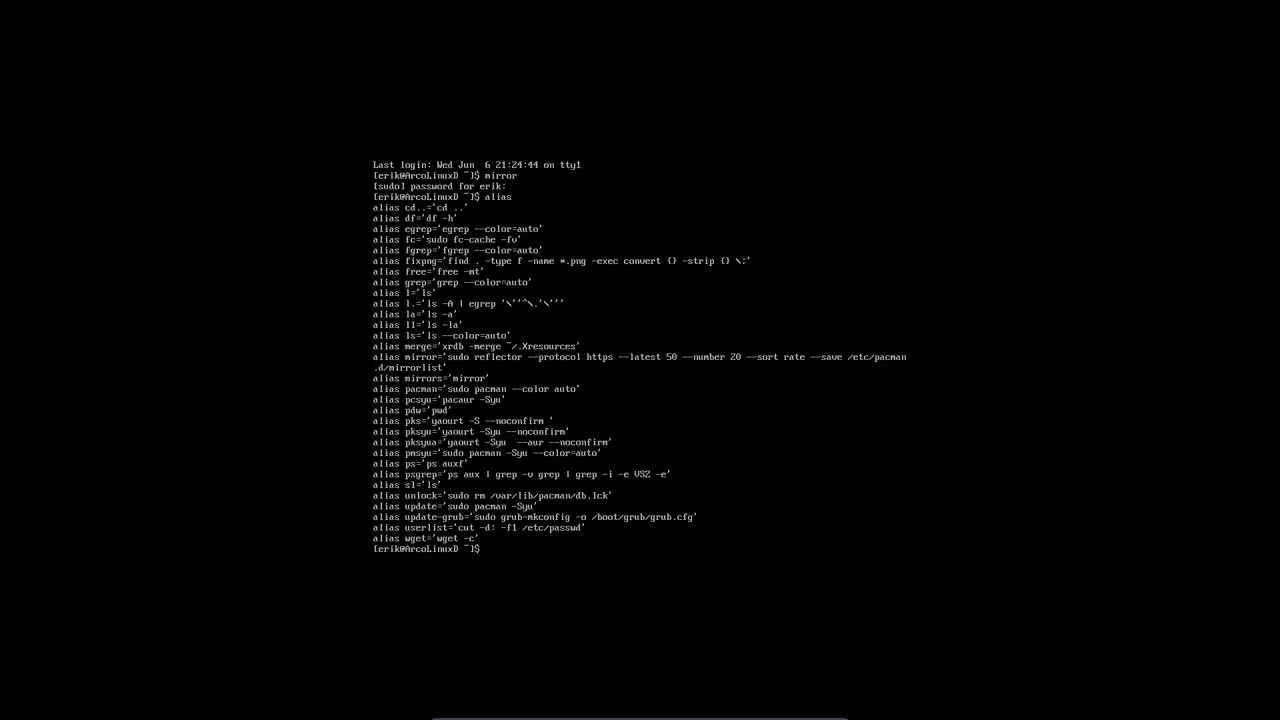 Last login: Wed Jun  6 21:24:44 on tty1
[erik@ArcoLinuxD ~]$ mirror
[sudo] password for erik:
[erik@ArcoLinuxD ~]$ alias
alias cd..='cd ..'
alias df='df -h'
alias egrep='egrep --color=auto'
alias fc='sudo fc-cache -fv'
alias fgrep='fgrep --color=auto'
alias fixpng='find . -type f -name *.png -exec convert {} -strip {} \;'
alias free='free -mt'
alias grep='grep --color=auto'
alias l='ls'
alias l.='ls -A | egrep '\''^\.'\'''
alias la='ls -a'
alias ll='ls -la'
alias ls='ls --color=auto'
alias merge='xrdb -merge ~/.Xresources'
alias mirror='sudo reflector --protocol https --latest 50 --number 20 --sort rate --save /etc/pacman
.d/mirrorlist'
alias mirrors='mirror'
alias pacman='sudo pacman --color auto'
alias pcsyu='pacaur -Syu'
alias pdw='pwd'
alias pks='yaourt -S --noconfirm '
alias pksyu='yaourt -Syu --noconfirm'
alias pksyua='yaourt -Syu  --aur --noconfirm'
alias pmsyu='sudo pacman -Syu --color=auto'
alias ps='ps auxf'
alias psgrep='ps aux | grep -v grep | grep -i -e VSZ -e'
alias sl='ls'
alias unlock='sudo rm /var/lib/pacman/db.lck'
alias update='sudo pacman -Syu'
alias update-grub='sudo grub-mkconfig -o /boot/grub/grub.cfg'
alias userlist='cut -d: -f1 /etc/passwd'
alias wget='wget -c'
[erik@ArcoLinuxD ~]$